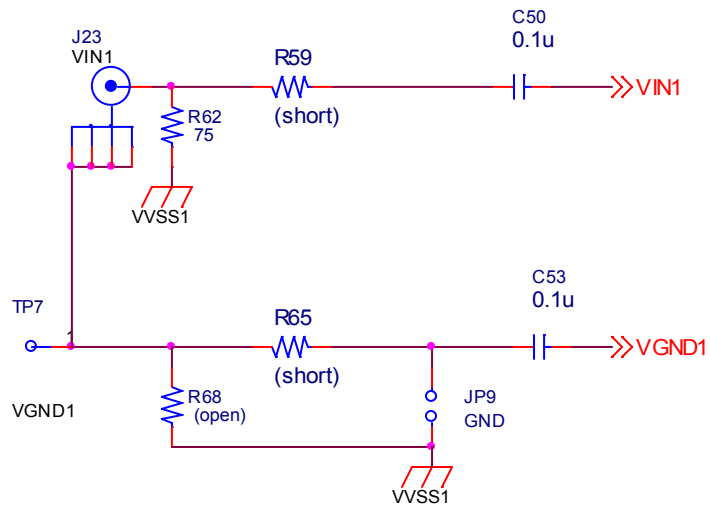 C50
0.1u
J23
VIN1
R59
(short)
VIN1
R62
75
VVSS1
C53
0.1u
TP7
1
R65
(short)
VGND1
R68
(open)
JP9
GND
VGND1
VVSS1